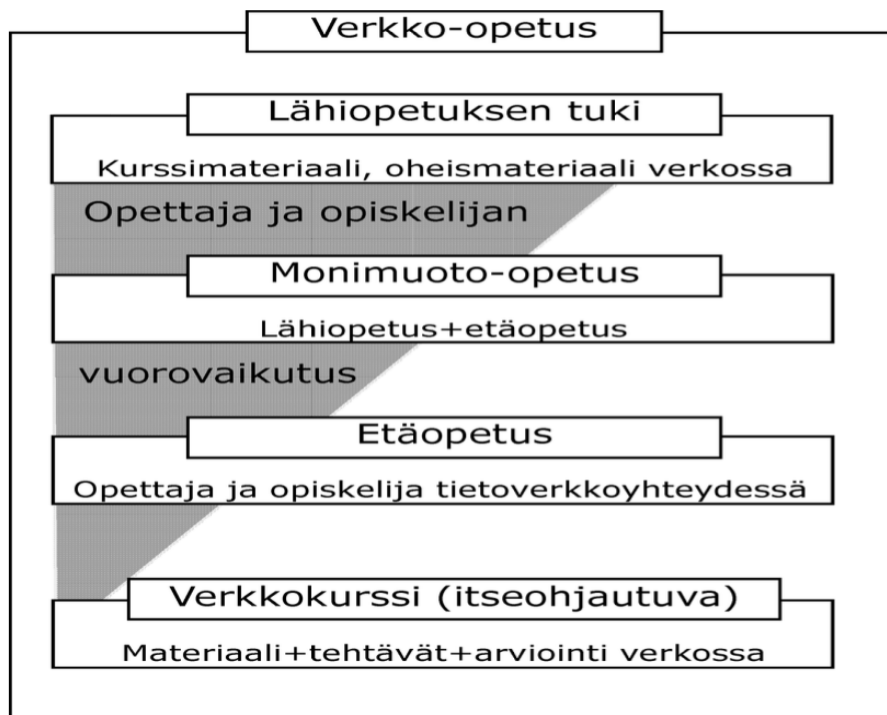 Verkko-opetus
Lähiopetuksen tuki
Kurssimateriaali, oheismateriaali verkossa
Opettaja ja opiskelijan
Monimuoto-opetus
Lähiopetus+etäopetus
vuorovaikutus
Etäopetus
Opettaja ja opiskelija tietoverkkoyhteydessä
Verkkokurssi (itseohjautuva)
Materiaali+tehtävät+arviointi verkossa